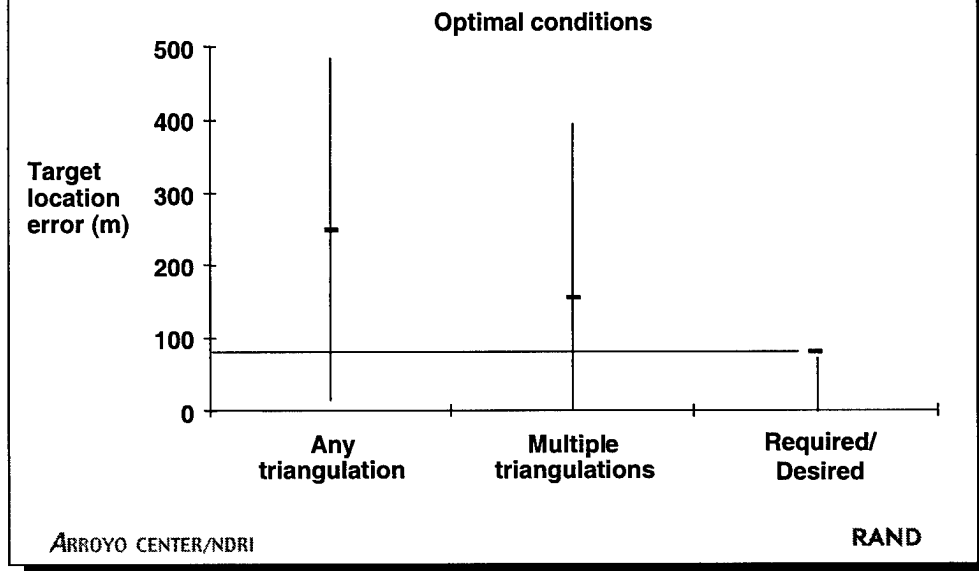 Optimal conditions
500
400
300
200
100
0
Target
location
error (m)
Any
triangulation
Multiple
triangulations
Required/
Desired
ARROYO CENTER/NDRI
RAND